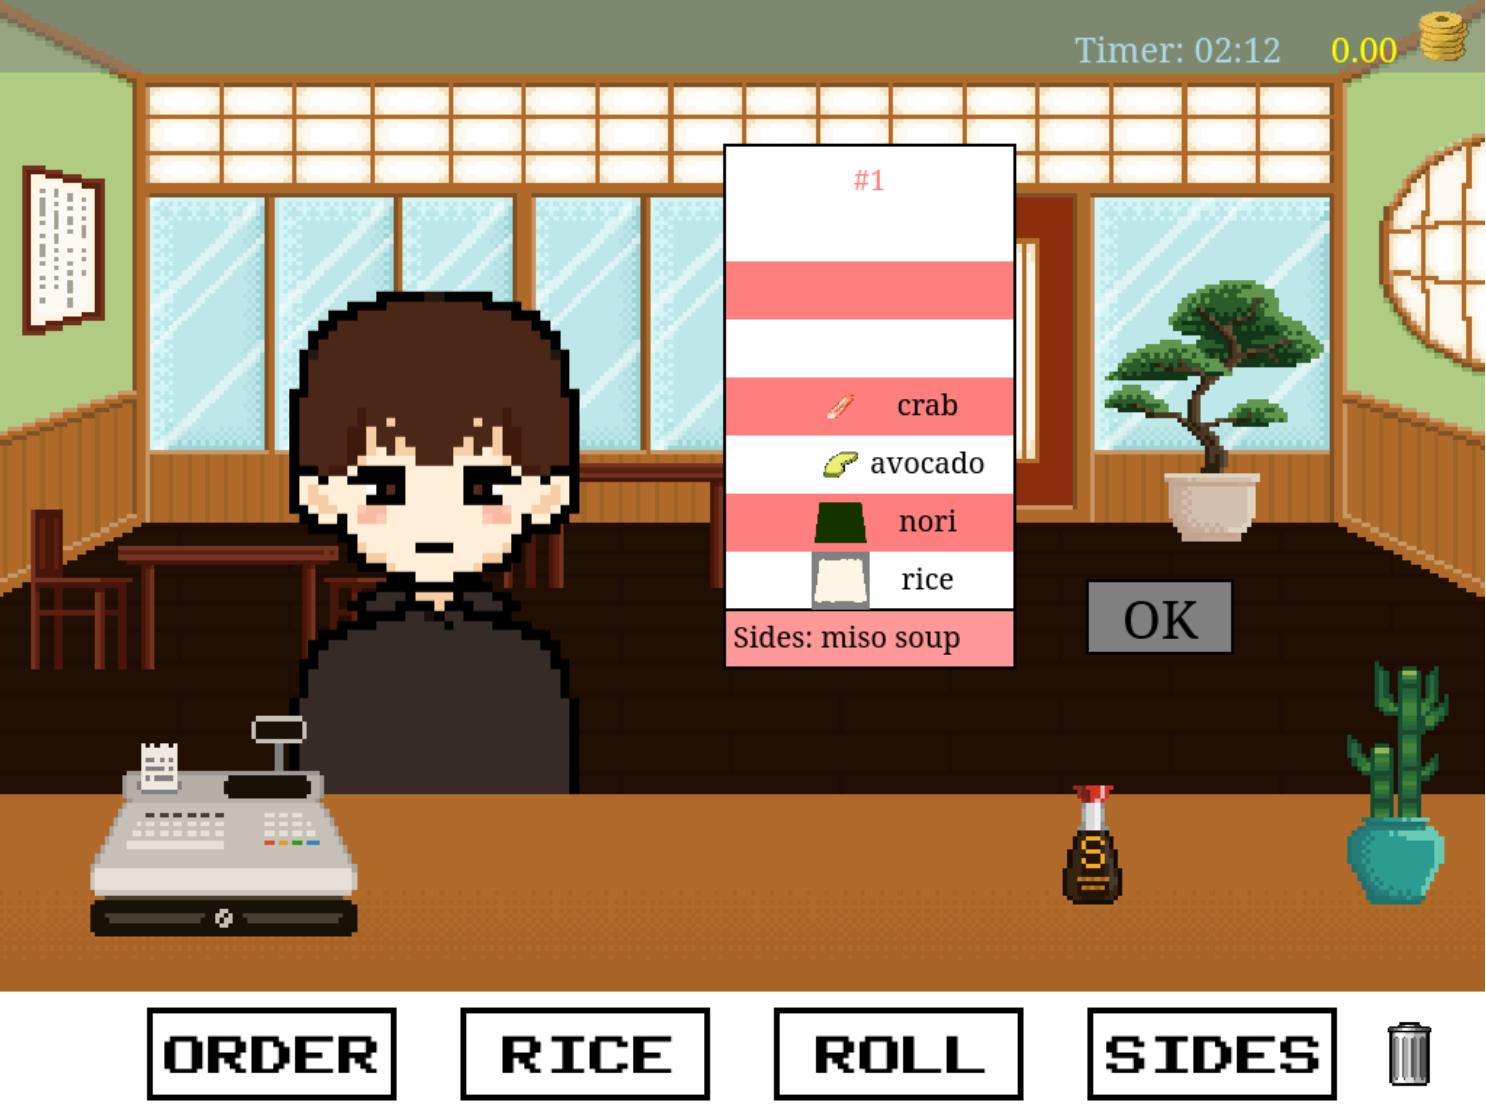 Timer: 02:12 0.00
#1
crab
avocado
nori
rice
Sides: miso soup
OK
S
ORDER
RICE
ROLL
SIDES